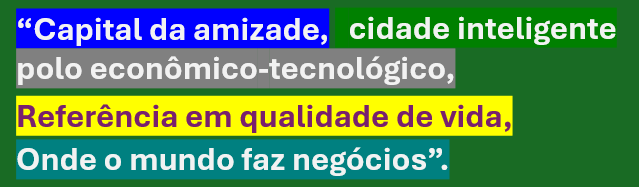 “Capital da amizade, cidade inteligente
polo econômico-tecnológico,
Referência em qualidade de vida,
Onde o mundo faz negócios”.